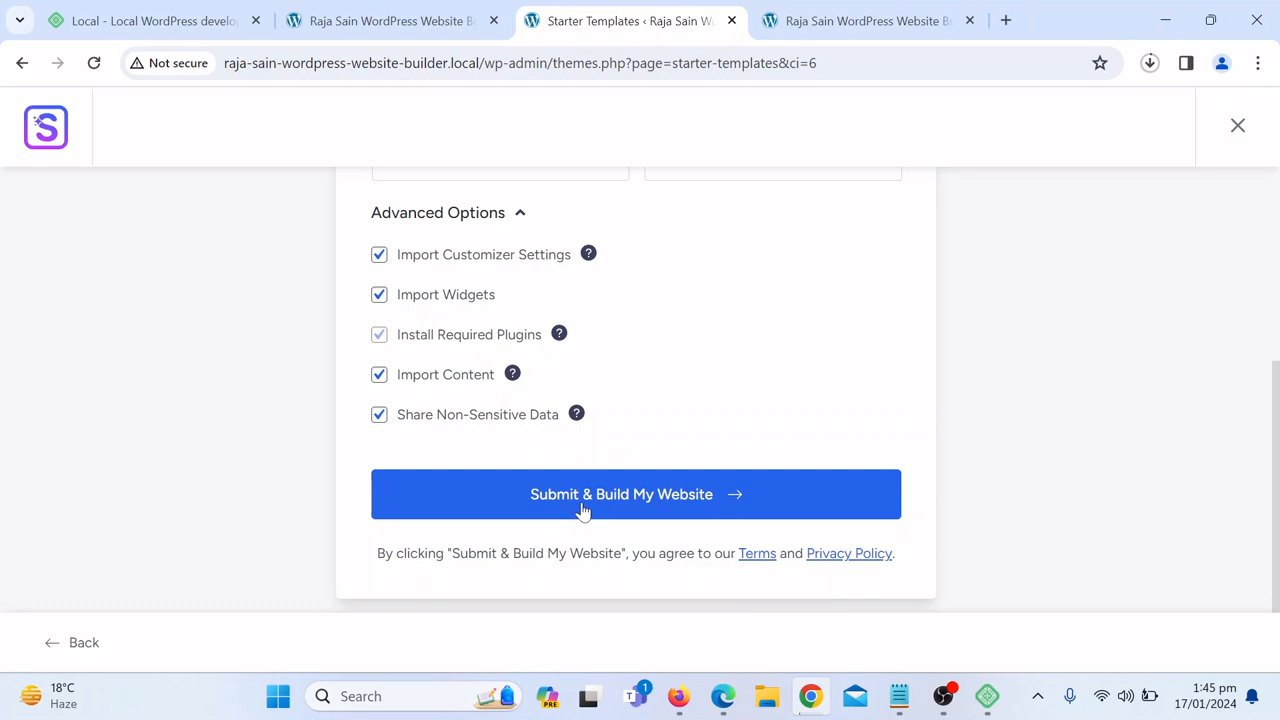 Local - Local WordPress develop
Raja Sain WordPress Website B
Starter Templates ‹ Raja Sain W
Raja Sain WordPress Website B
Not secure
raja-sain-wordpress-website-builder.local/wp-admin/themes.php?page=starter-templates&ci=6
S
Advanced Options
Import Customizer Settings ?
Import Widgets
Install Required Plugins ?
Import Content ?
Share Non-Sensitive Data ?
Submit & Build My Website →
By clicking "Submit & Build My Website", you agree to our Terms and Privacy Policy.
← Back
18°C
Haze
Search
PRE
1
1:45 pm
17/01/2024